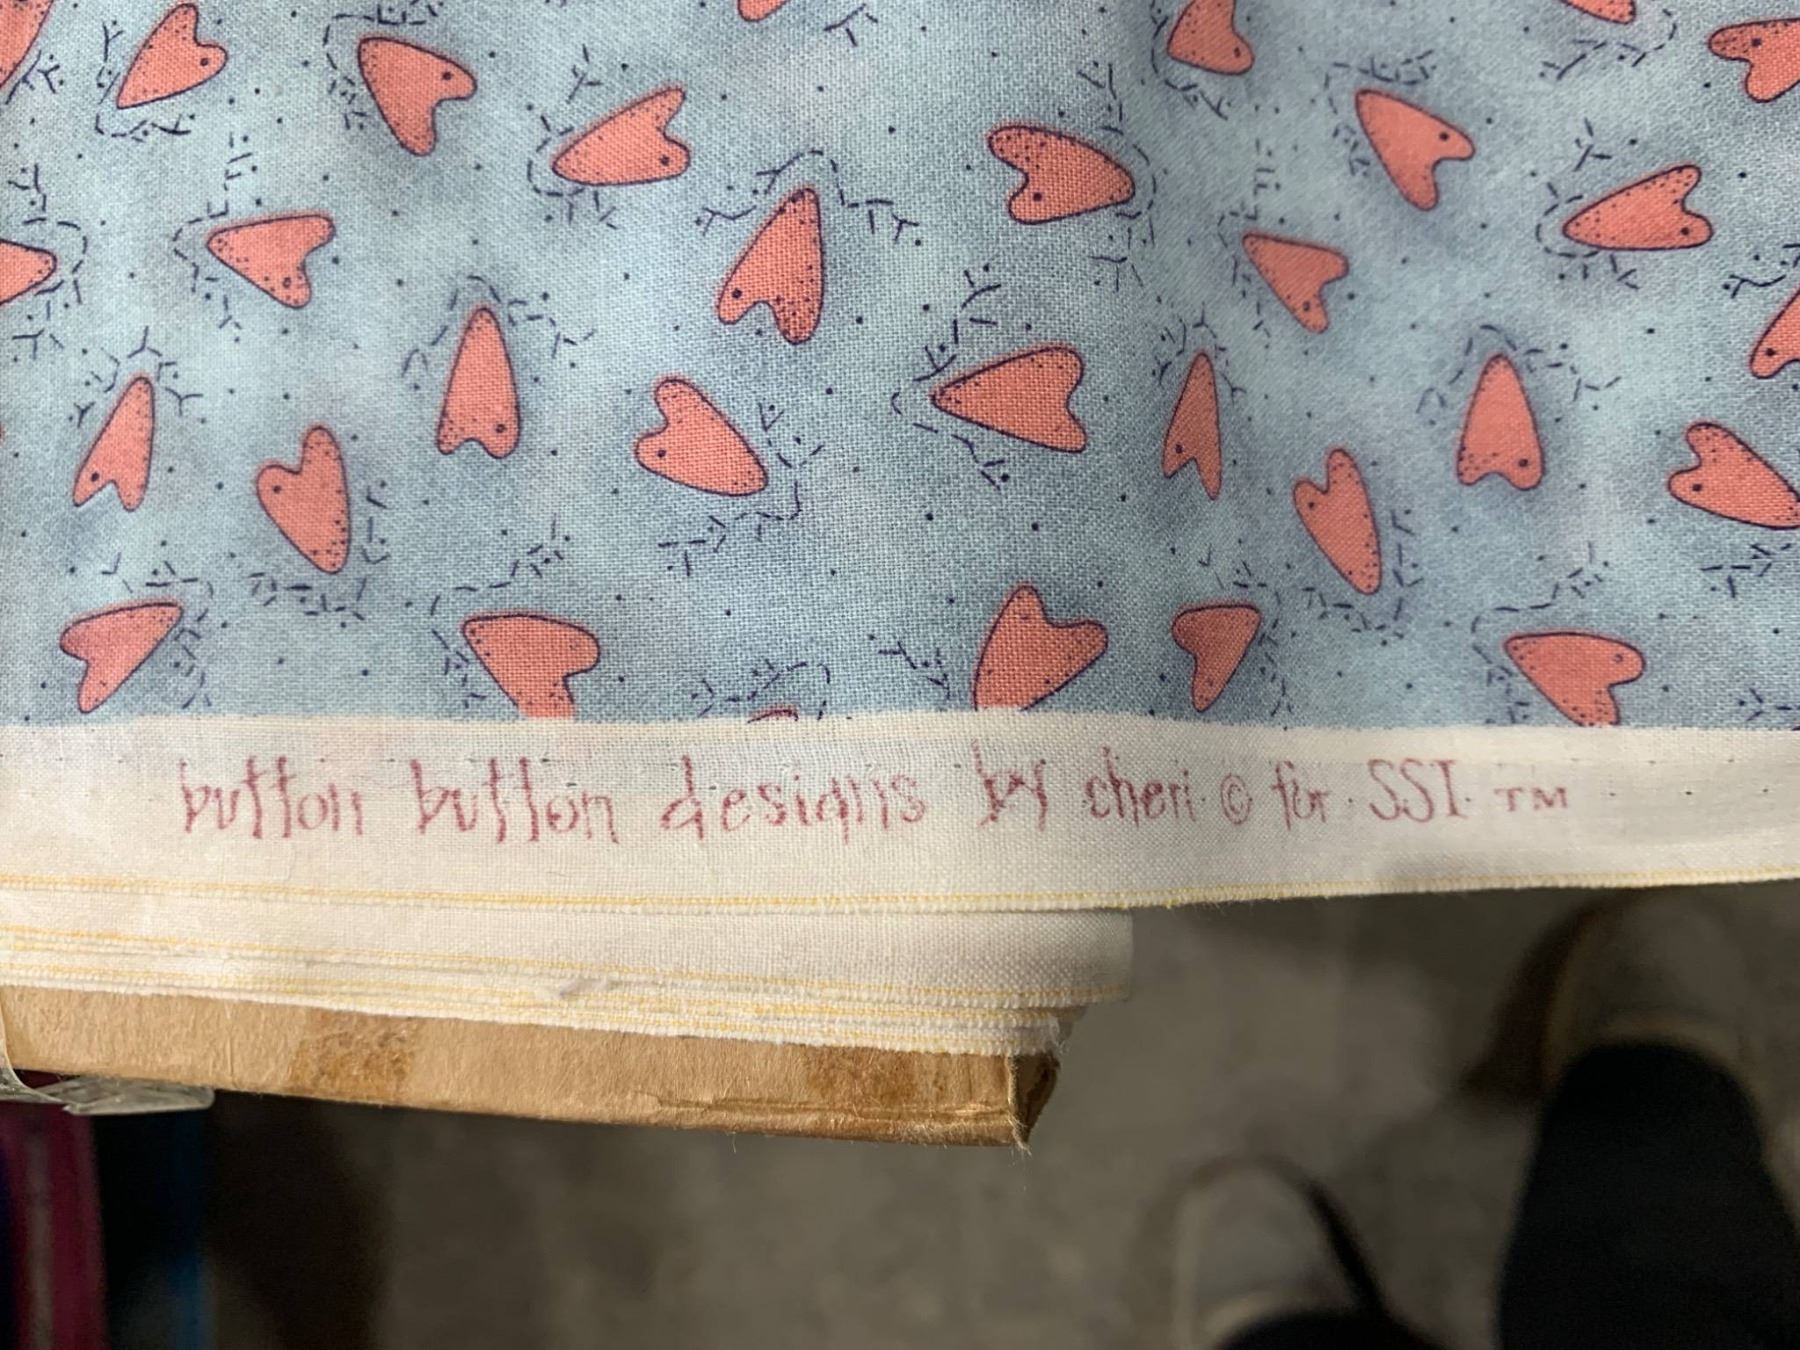 button button designs by cheri © for SSI ™